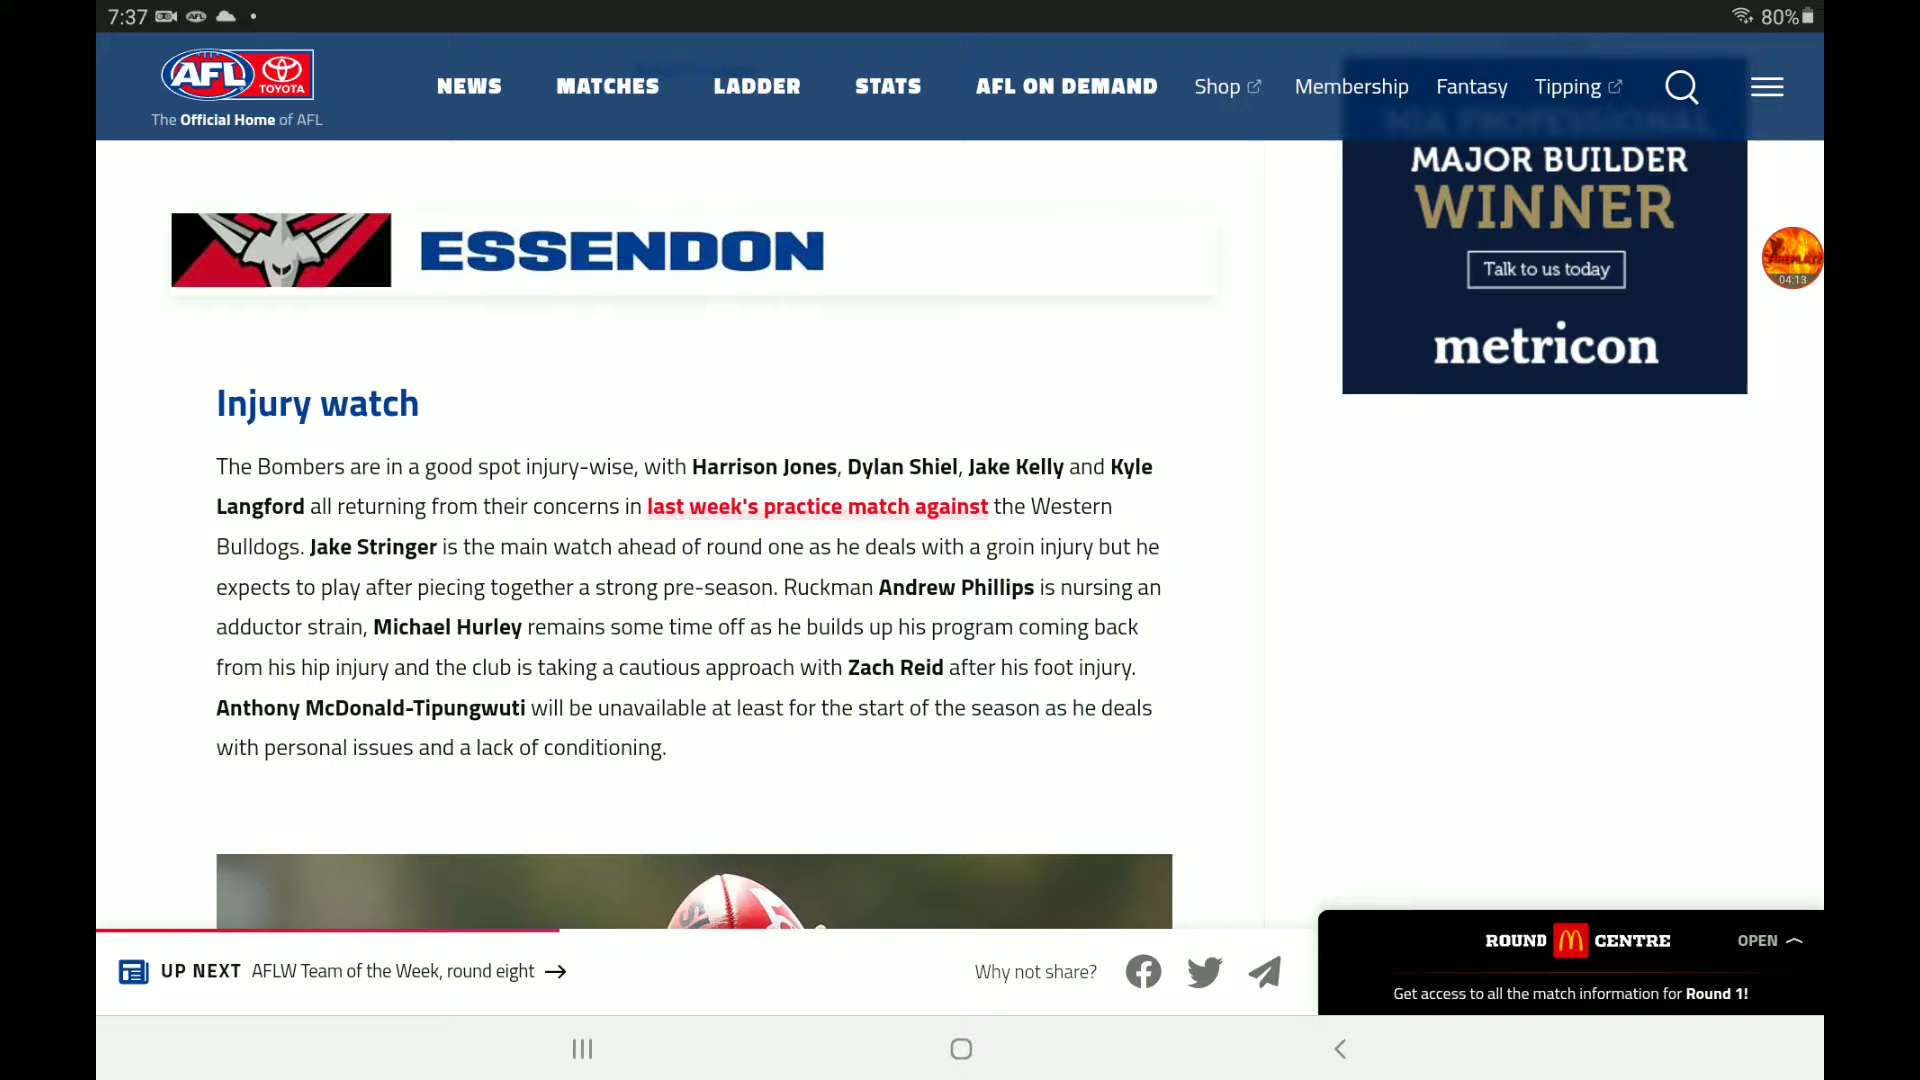 7:37
80%
AFL TOYOTA
The Official Home of AFL
NEWS MATCHES LADDER STATS AFL ON DEMAND Shop Membership Fantasy Tipping
HIA PROFESSIONAL
MAJOR BUILDER
WINNER
Talk to us today
metricon
04:13
ESSENDON
Injury watch
The Bombers are in a good spot injury-wise, with Harrison Jones, Dylan Shiel, Jake Kelly and Kyle
Langford all returning from their concerns in last week's practice match against the Western
Bulldogs. Jake Stringer is the main watch ahead of round one as he deals with a groin injury but he
expects to play after piecing together a strong pre-season. Ruckman Andrew Phillips is nursing an
adductor strain, Michael Hurley remains some time off as he builds up his program coming back
from his hip injury and the club is taking a cautious approach with Zach Reid after his foot injury.
Anthony McDonald-Tipungwuti will be unavailable at least for the start of the season as he deals
with personal issues and a lack of conditioning.
UP NEXT AFLW Team of the Week, round eight
Why not share?
ROUND CENTRE OPEN
Get access to all the match information for Round 1!